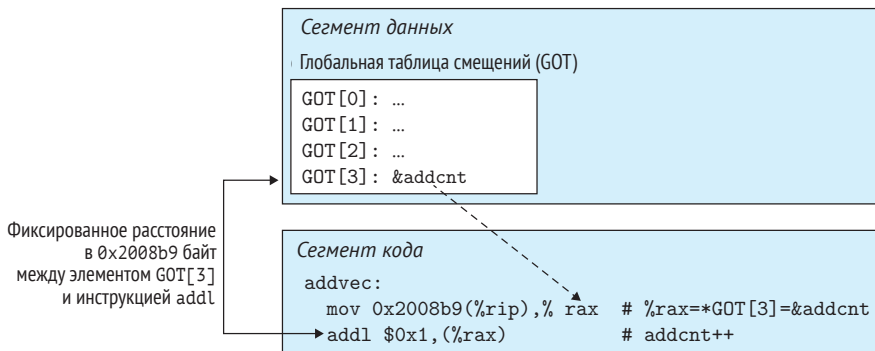 Сегмент данных
Глобальная таблица смещений (GOT)
GOT[0]: …
GOT[1]: …
GOT[2]: …
GOT[3]: &addcnt
Фиксированное расстояние
в 0x2008b9 байт
между элементом GOT[3]
и инструкцией addl
Сегмент кода
addvec:
mov 0x2008b9(%rip),% rax # %rax=*GOT[3]=&addcnt
addl $0x1,(%rax) # addcnt++